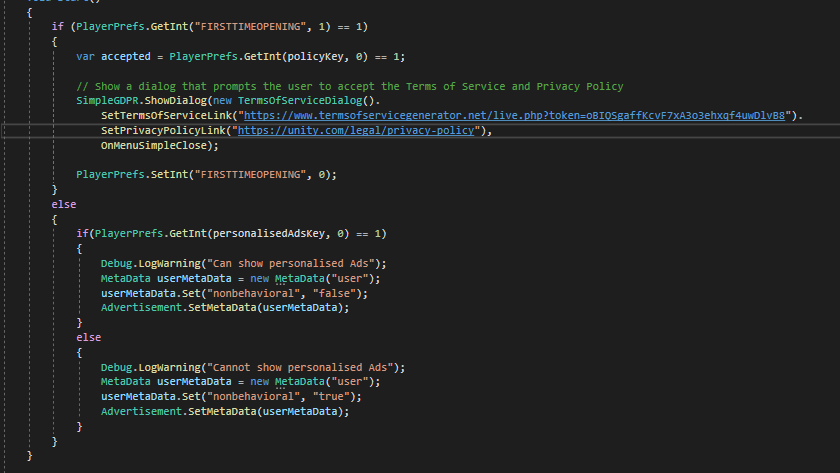 {
if (PlayerPrefs.GetInt("FIRSTTIMEOPENING", 1) == 1)
{
var accepted = PlayerPrefs.GetInt(policyKey, 0) == 1;
// Show a dialog that prompts the user to accept the Terms of Service and Privacy Policy
SimpleGDPR.ShowDialog(new TermsOfServiceDialog().
SetTermsOfServiceLink("https://www.termsofservicegenerator.net/live.php?token=oBIQSgaffKcvF7xA3o3ehxqf4uwDlvB8").
SetPrivacyPolicyLink("https://unity.com/legal/privacy-policy"),
OnMenuSimpleClose);
PlayerPrefs.SetInt("FIRSTTIMEOPENING", 0);
}
else
{
if(PlayerPrefs.GetInt(personalisedAdsKey, 0) == 1)
{
Debug.LogWarning("Can show personalised Ads");
MetaData userMetaData = new MetaData("user");
userMetaData.Set("nonbehavioral", "false");
Advertisement.SetMetaData(userMetaData);
}
else
{
Debug.LogWarning("Cannot show personalised Ads");
MetaData userMetaData = new MetaData("user");
userMetaData.Set("nonbehavioral", "true");
Advertisement.SetMetaData(userMetaData);
}
}
}